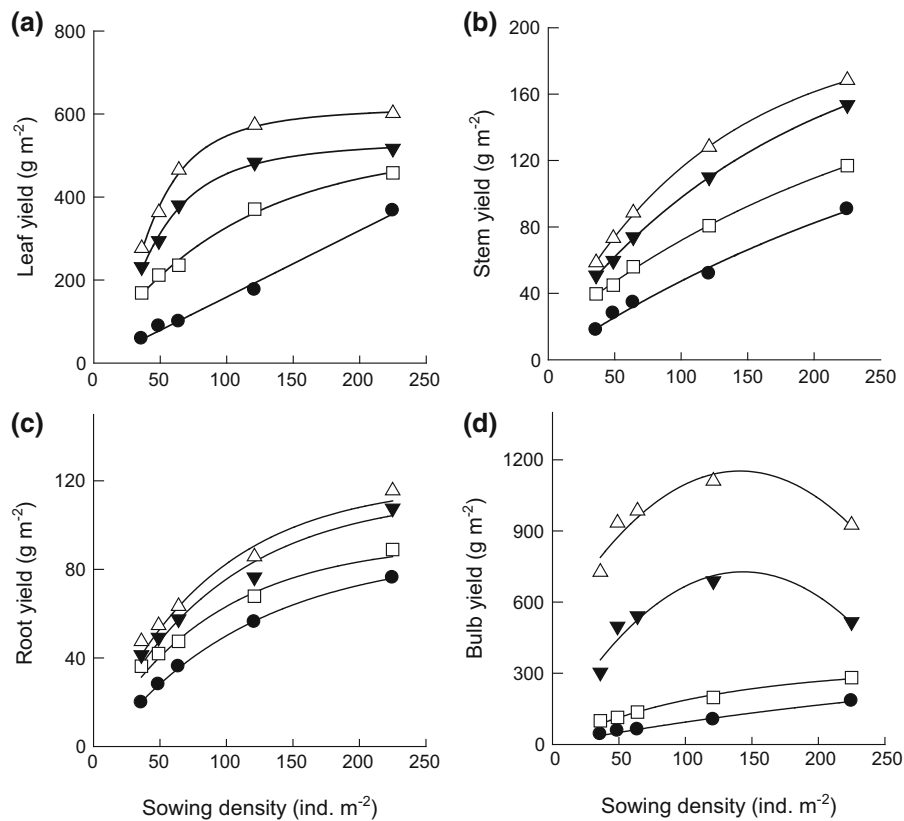 (a)
800
600
400
200
0
Leaf yield (g m-2)
0 50 100 150 200 250
(b)
200
160
120
80
40
0
Stem yield (g m-2)
0 50 100 150 200 250
(c)
120
80
40
0
Root yield (g m-2)
0 50 100 150 200 250
Sowing density (ind. m-2)
(d)
1200
900
600
300
0
Bulb yield (g m-2)
0 50 100 150 200 250
Sowing density (ind. m-2)